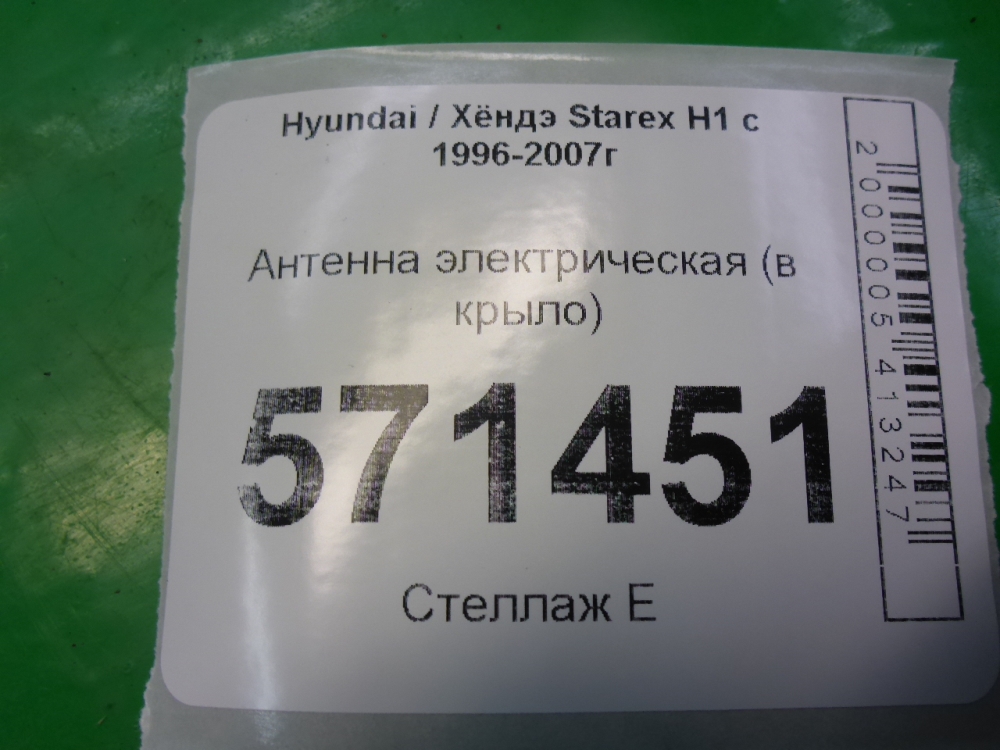 Hyundai / Хёндэ Starex H1 с
1996-2007г
Антенна электрическая (в
крыло)
571451
Стеллаж Е
2000005413247